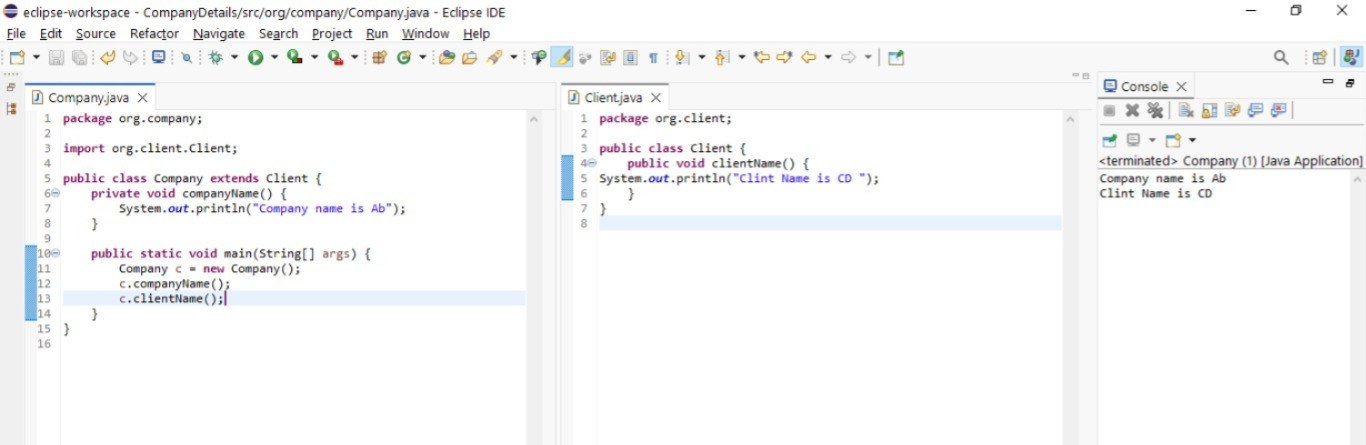 eclipse-workspace - CompanyDetails/src/org/company/Company.java - Eclipse IDE
File Edit Source Refactor Navigate Search Project Run Window Help
Company.java
1 package org.company;
2
3 import org.client.Client;
4
5 public class Company extends Client {
6 private void companyName() {
7 System.out.println("Company name is Ab");
8 }
9
10 public static void main(String[] args) {
11 Company c = new Company();
12 c.companyName();
13 c.clientName();
14 }
15 }
16
Client.java
1 package org.client;
2
3 public class Client {
4 public void clientName() {
5 System.out.println("Clint Name is CD ");
6 }
7 }
8
Console
<terminated> Company (1) [Java Application]
Company name is Ab
Clint Name is CD